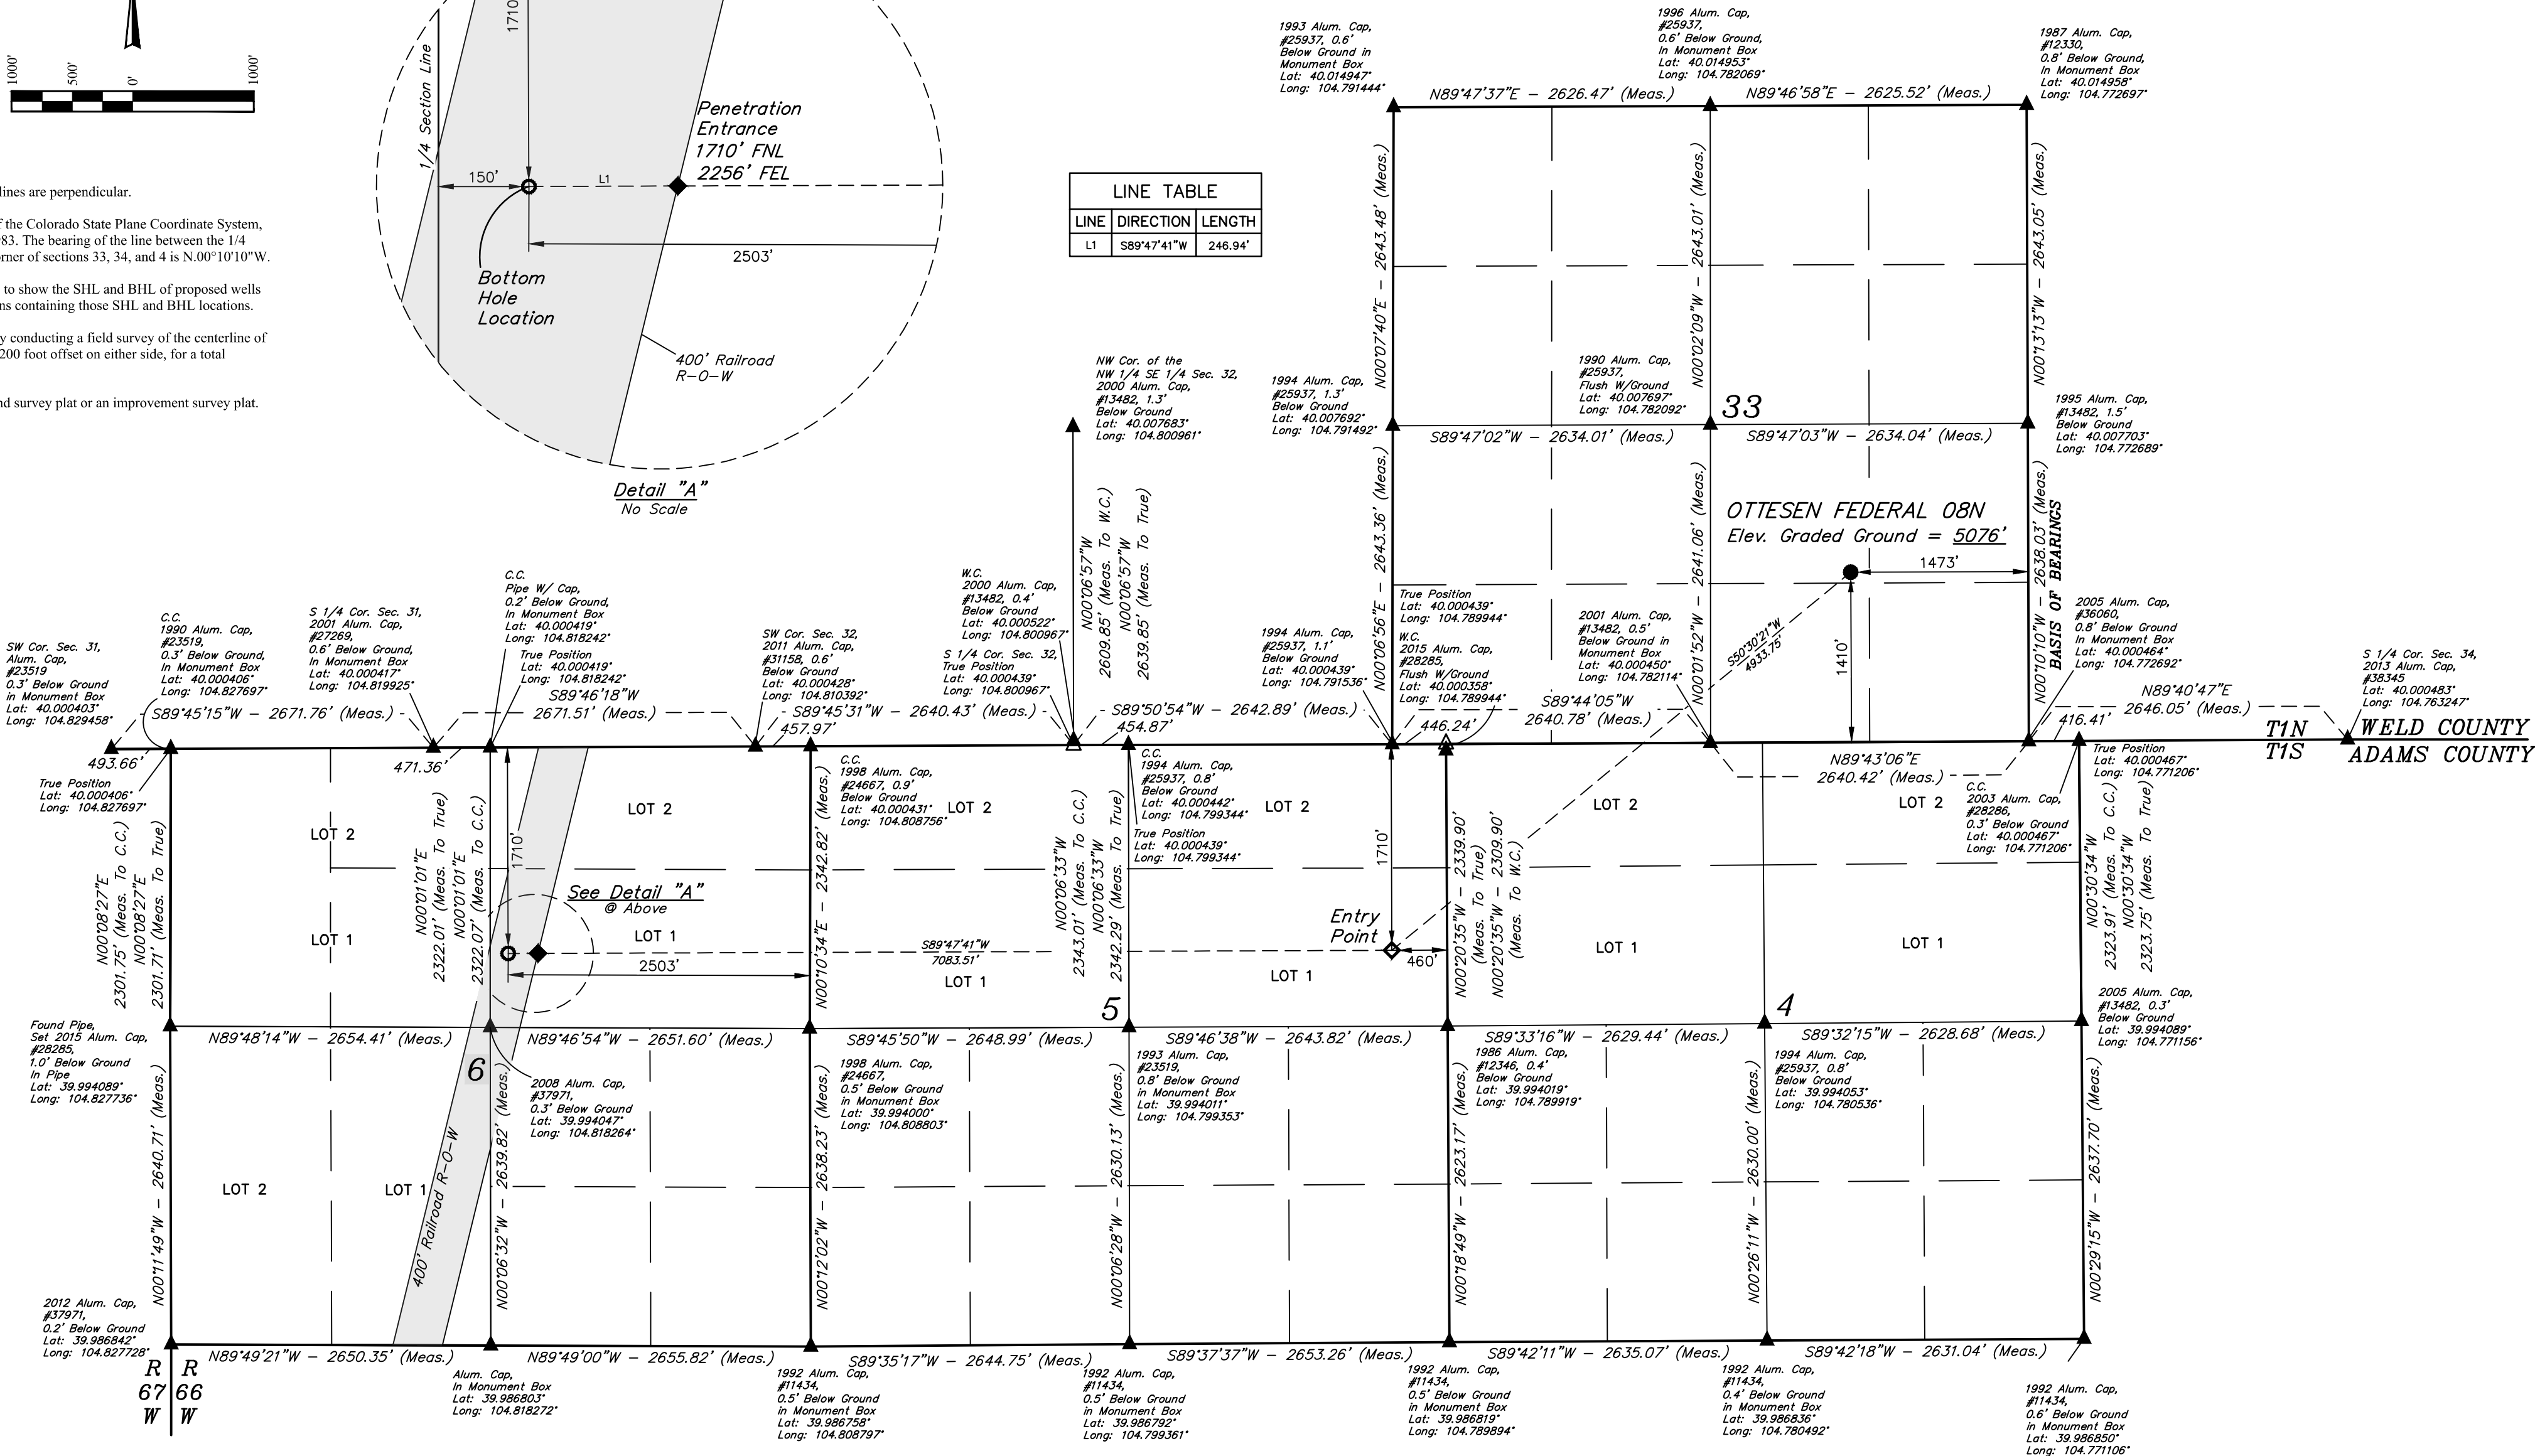 1000'
500'
0'
1000'
lines are perpendicular.
f the Colorado State Plane Coordinate System,
83. The bearing of the line between the 1/4
orner of sections 33, 34, and 4 is N.00°10'10"W.
to show the SHL and BHL of proposed wells
ns containing those SHL and BHL locations.
y conducting a field survey of the centerline of
200 foot offset on either side, for a total
nd survey plat or an improvement survey plat.
1710'
1/4 Section Line
Penetration
Entrance
1710' FNL
2256' FEL
150'
L1
2503'
Bottom
Hole
Location
400' Railroad
R-O-W
Detail "A"
No Scale
LINE TABLE
LINE DIRECTION LENGTH
L1 S89°47'41"W 246.94'
1993 Alum. Cap,
#25937, 0.6'
Below Ground in
Monument Box
Lat: 40.014947°
Long: 104.791444°
1996 Alum. Cap,
#25937,
0.6' Below Ground,
In Monument Box
Lat: 40.014953°
Long: 104.782069°
1987 Alum. Cap,
#12330,
0.8' Below Ground,
In Monument Box
Lat: 40.014958°
Long: 104.772697°
N89°47'37"E - 2626.47' (Meas.)
N89°46'58"E - 2625.52' (Meas.)
N00°07'40"E - 2643.48' (Meas.)
N00°02'09"W - 2643.01' (Meas.)
N00°13'13"W - 2643.05' (Meas.)
NW Cor. of the
NW 1/4 SE 1/4 Sec. 32,
2000 Alum. Cap,
#13482, 1.3'
Below Ground
Lat: 40.007683°
Long: 104.800961°
1994 Alum. Cap,
#25937, 1.3'
Below Ground
Lat: 40.007692°
Long: 104.791492°
1990 Alum. Cap,
#25937,
Flush W/Ground
Lat: 40.007697°
Long: 104.782092°
33
1995 Alum. Cap,
#13482, 1.5'
Below Ground
Lat: 40.007703°
Long: 104.772689°
S89°47'02"W - 2634.01' (Meas.)
S89°47'03"W - 2634.04' (Meas.)
N00°06'57"W
2609.85' (Meas. To W.C.)
N00°06'57"W
2639.85' (Meas. To True)
N00°06'56"E - 2643.36' (Meas.)
N00°01'52"W - 2641.06' (Meas.)
N00°10'10"W - 2638.03' (Meas.)
BASIS OF BEARINGS
OTTESEN FEDERAL 08N
Elev. Graded Ground = 5076'
1473'
1410'
S50°30'21"W
4933.75'
SW Cor. Sec. 31,
Alum. Cap,
#23519
0.3' Below Ground
in Monument Box
Lat: 40.000403°
Long: 104.829458°
C.C.
1990 Alum. Cap,
#23519,
0.3' Below Ground,
In Monument Box
Lat: 40.000406°
Long: 104.827697°
S 1/4 Cor. Sec. 31,
2001 Alum. Cap,
#27269,
0.6' Below Ground,
In Monument Box
Lat: 40.000417°
Long: 104.819925°
C.C.
Pipe W/ Cap,
0.2' Below Ground,
In Monument Box
Lat: 40.000419°
Long: 104.818242°
True Position
Lat: 40.000419°
Long: 104.818242°
SW Cor. Sec. 32,
2011 Alum. Cap,
#31158, 0.6'
Below Ground
Lat: 40.000428°
Long: 104.810392°
W.C.
2000 Alum. Cap,
#13482, 0.4'
Below Ground
Lat: 40.000522°
Long: 104.800967°
S 1/4 Cor. Sec. 32,
True Position
Lat: 40.000439°
Long: 104.800967°
1994 Alum. Cap,
#25937, 1.1'
Below Ground
Lat: 40.000439°
Long: 104.791536°
True Position
Lat: 40.000439°
Long: 104.789944°
W.C.
2015 Alum. Cap,
#28285,
Flush W/Ground
Lat: 40.000358°
Long: 104.789944°
2001 Alum. Cap,
#13482, 0.5'
Below Ground in
Monument Box
Lat: 40.000450°
Long: 104.782114°
2005 Alum. Cap,
#36060,
0.8' Below Ground
In Monument Box
Lat: 40.000464°
Long: 104.772692°
S 1/4 Cor. Sec. 34,
2013 Alum. Cap,
#38345
Lat: 40.000483°
Long: 104.763247°
S89°45'15"W - 2671.76' (Meas.)
S89°46'18"W
2671.51' (Meas.)
S89°45'31"W - 2640.43' (Meas.)
S89°50'54"W - 2642.89' (Meas.)
S89°44'05"W
2640.78' (Meas.)
N89°40'47"E
2646.05' (Meas.)
493.66'
471.36'
457.97'
454.87'
446.24'
416.41'
N89°43'06"E
2640.42' (Meas.)
T1N
T1S
WELD COUNTY
ADAMS COUNTY
True Position
Lat: 40.000406°
Long: 104.827697°
C.C.
1998 Alum. Cap,
#24667, 0.9'
Below Ground
Lat: 40.000431°
Long: 104.808756°
C.C.
1994 Alum. Cap,
#25937, 0.8'
Below Ground
Lat: 40.000442°
Long: 104.799344°
True Position
Lat: 40.000439°
Long: 104.799344°
C.C.
2003 Alum. Cap,
#28286,
0.3' Below Ground
Lat: 40.000467°
Long: 104.771206°
True Position
Lat: 40.000467°
Long: 104.771206°
LOT 2
LOT 2
LOT 2
LOT 2
LOT 2
LOT 2
N00°08'27"E
2301.75' (Meas. To C.C.)
N00°08'27"E
2301.71' (Meas. To True)
N00°01'01"E
2322.01' (Meas. To True)
N00°01'01"E
2322.07' (Meas. To C.C.)
1710'
N00°10'34"E - 2342.82' (Meas.)
N00°06'33"W
2343.01' (Meas. To C.C.)
N00°06'33"W
2342.29' (Meas. To True)
1710'
N00°20'35"W - 2339.90'
(Meas. To True)
N00°20'35"W - 2309.90'
(Meas. To W.C.)
N00°30'34"W
2323.91' (Meas. To C.C.)
N00°30'34"W
2323.75' (Meas. To True)
See Detail "A"
@ Above
Entry
Point
460'
LOT 1
LOT 1
LOT 1
LOT 1
LOT 1
LOT 1
S89°47'41"W
7083.51'
2503'
5
4
6
Found Pipe,
Set 2015 Alum. Cap,
#28285,
1.0' Below Ground
In Pipe
Lat: 39.994089°
Long: 104.827736°
N89°48'14"W - 2654.41' (Meas.)
N89°46'54"W - 2651.60' (Meas.)
S89°45'50"W - 2648.99' (Meas.)
S89°46'38"W - 2643.82' (Meas.)
S89°33'16"W - 2629.44' (Meas.)
S89°32'15"W - 2628.68' (Meas.)
2008 Alum. Cap,
#37971,
0.3' Below Ground
Lat: 39.994047°
Long: 104.818264°
1998 Alum. Cap,
#24667,
0.5' Below Ground
in Monument Box
Lat: 39.994000°
Long: 104.808803°
1993 Alum. Cap,
#23519,
0.8' Below Ground
in Monument Box
Lat: 39.994011°
Long: 104.799353°
1986 Alum. Cap,
#12346, 0.4'
Below Ground
Lat: 39.994019°
Long: 104.789919°
1994 Alum. Cap,
#25937, 0.8'
Below Ground
Lat: 39.994053°
Long: 104.780536°
2005 Alum. Cap,
#13482, 0.3'
Below Ground
Lat: 39.994089°
Long: 104.771156°
N00°11'49"W - 2640.71' (Meas.)
N00°06'32"W - 2639.82' (Meas.)
N00°12'02"W - 2638.23' (Meas.)
N00°06'28"W - 2630.13' (Meas.)
N00°18'49"W - 2623.17' (Meas.)
N00°26'11"W - 2630.00' (Meas.)
N00°29'15"W - 2637.70' (Meas.)
LOT 2
LOT 1
400' Railroad R-O-W
2012 Alum. Cap,
#37971,
0.2' Below Ground
Lat: 39.986842°
Long: 104.827728°
R R
67 66
W W
N89°49'21"W - 2650.35' (Meas.)
N89°49'00"W - 2655.82' (Meas.)
S89°35'17"W - 2644.75' (Meas.)
S89°37'37"W - 2653.26' (Meas.)
S89°42'11"W - 2635.07' (Meas.)
S89°42'18"W - 2631.04' (Meas.)
Alum. Cap,
In Monument Box
Lat: 39.986803°
Long: 104.818272°
1992 Alum. Cap,
#11434,
0.5' Below Ground
in Monument Box
Lat: 39.986758°
Long: 104.808797°
1992 Alum. Cap,
#11434,
0.5' Below Ground
in Monument Box
Lat: 39.986792°
Long: 104.799361°
1992 Alum. Cap,
#11434,
0.5' Below Ground
in Monument Box
Lat: 39.986819°
Long: 104.789894°
1992 Alum. Cap,
#11434,
0.4' Below Ground
in Monument Box
Lat: 39.986836°
Long: 104.780492°
1992 Alum. Cap,
#11434,
0.6' Below Ground
in Monument Box
Lat: 39.986850°
Long: 104.771106°